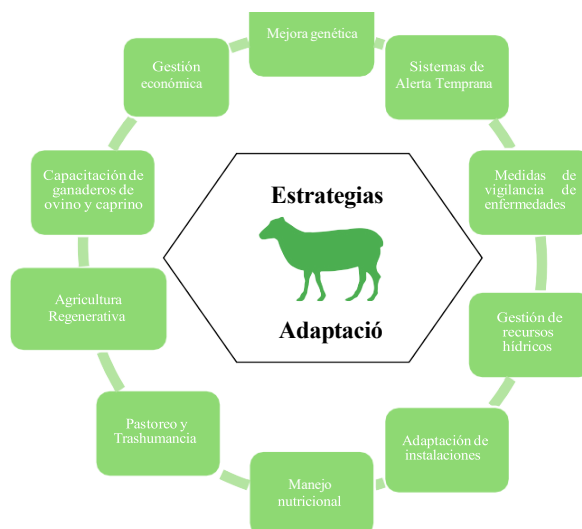 Mejora genética
Sistemas de
Alerta Temprana
Medidas de
vigilancia de
enfermedades
Gestión de
recursos
hídricos
Adaptación de
instalaciones
Manejo
nutricional
Pastoreo y
Trashumancia
Agricultura
Regenerativa
Capacitación de
ganaderos de
ovino y caprino
Gestión
económica
Estrategias
Adaptació